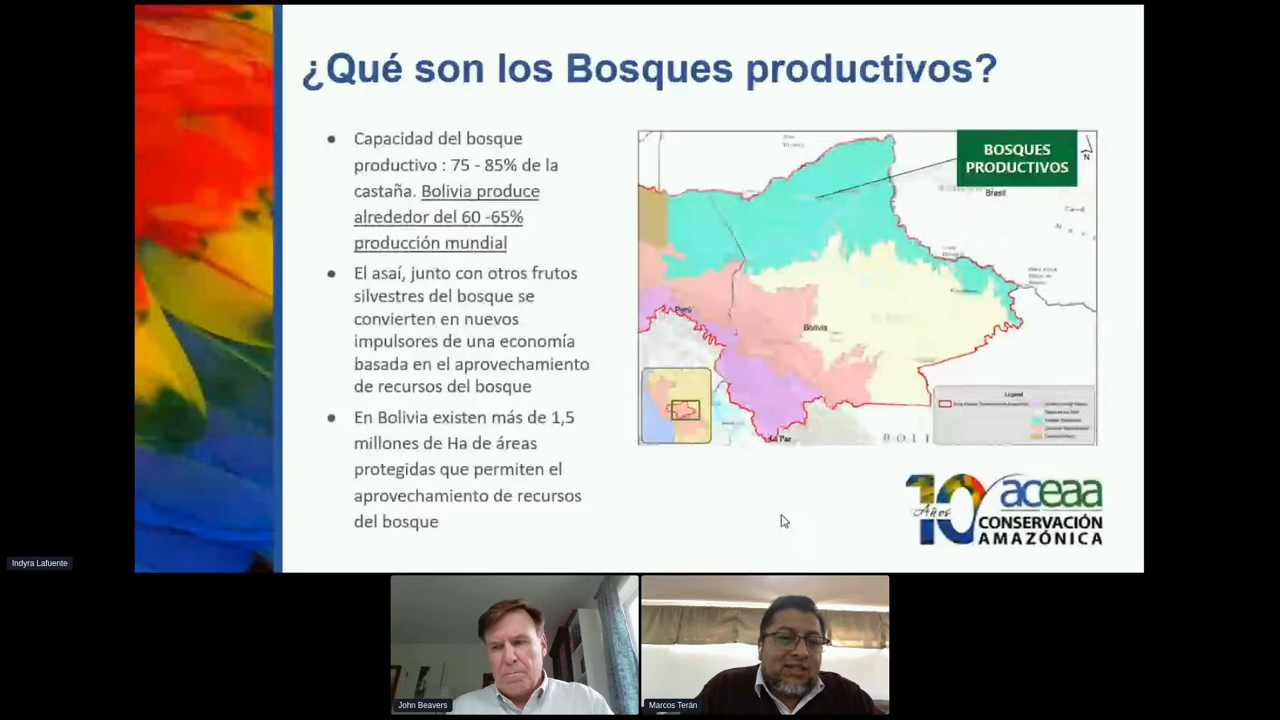 ¿Qué son los Bosques productivos?
● Capacidad del bosque
productivo : 75 - 85% de la
castaña. Bolivia produce
alrededor del 60 -65%
producción mundial
● El asaí, junto con otros frutos
silvestres del bosque se
convierten en nuevos
impulsores de una economía
basada en el aprovechamiento
de recursos del bosque
● En Bolivia existen más de 1,5
millones de Ha de áreas
protegidas que permiten el
aprovechamiento de recursos
del bosque
BOSQUES
PRODUCTIVOS
N
Brasil
Perú
Bolivia
La Paz
BOLI
Legend
10 Años aceaa
CONSERVACIÓN
AMAZÓNICA
Indyra Lafuente
John Beavers
Marcos Terán